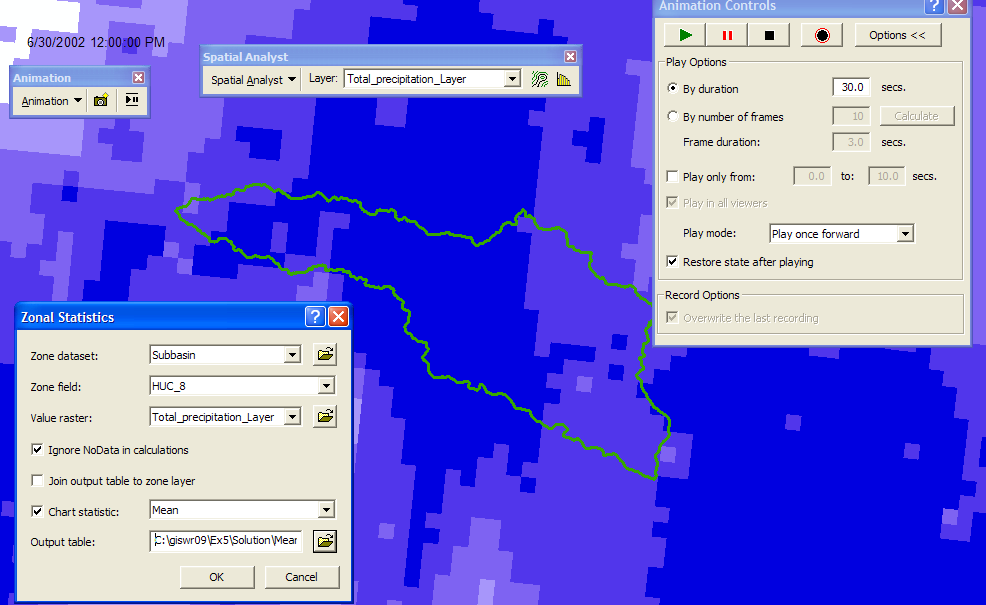 Animation Controls
?
Options <<
6/30/2002 12:00:00 PM
Spatial Analyst
Spatial Analyst
Layer:
Total_precipitation_Layer
Animation
Animation
Play Options
By duration
30.0
secs.
By number of frames
10
Calculate
Frame duration:
3.0
secs.
Play only from:
0.0
to:
10.0
secs.
Play in all viewers
Play mode:
Play once forward
Restore state after playing
Record Options
Overwrite the last recording
Zonal Statistics
?
Zone dataset:
Subbasin
Zone field:
HUC_8
Value raster:
Total_precipitation_Layer
Ignore NoData in calculations
Join output table to zone layer
Chart statistic:
Mean
Output table:
C:\giswr09\Ex5\Solution\Mear
OK
Cancel